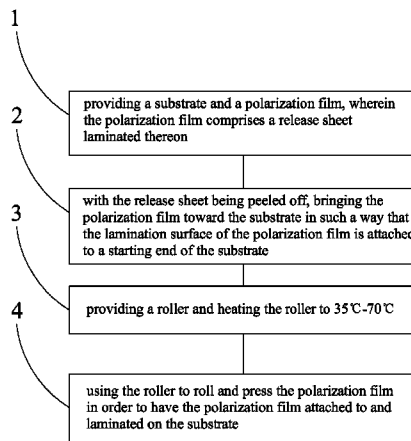 1
providing a substrate and a polarization film, wherein
the polarization film comprises a release sheet
laminated thereon
2
with the release sheet being peeled off, bringing the
polarization film toward the substrate in such a way that
the lamination surface of the polarization film is attached
to a starting end of the substrate
3
providing a roller and heating the roller to 35℃-70℃
4
using the roller to roll and press the polarization film
in order to have the polarization film attached to and
laminated on the substrate